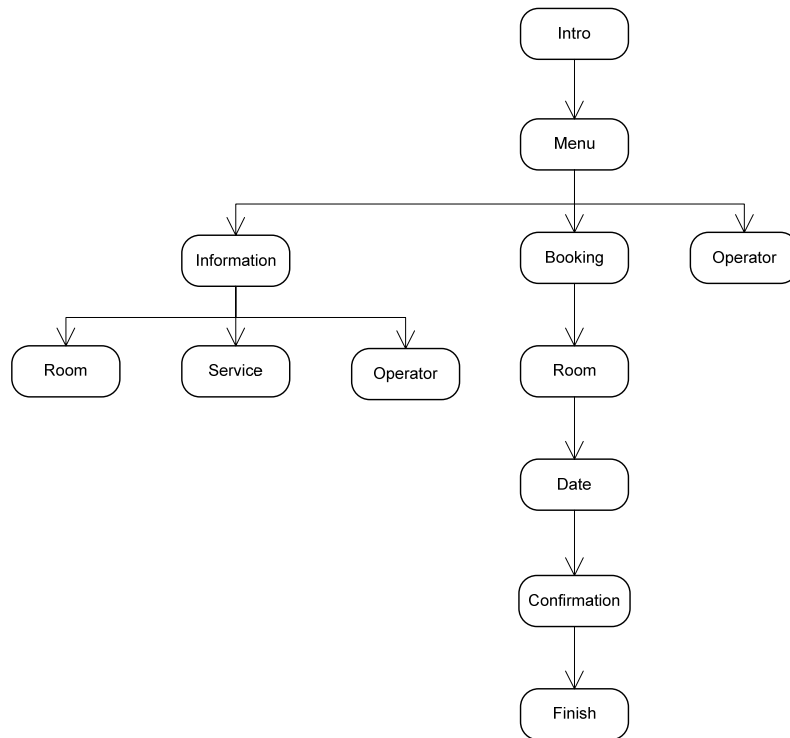 Intro
Menu
Information
Booking
Operator
Room
Service
Operator
Room
Date
Confirmation
Finish